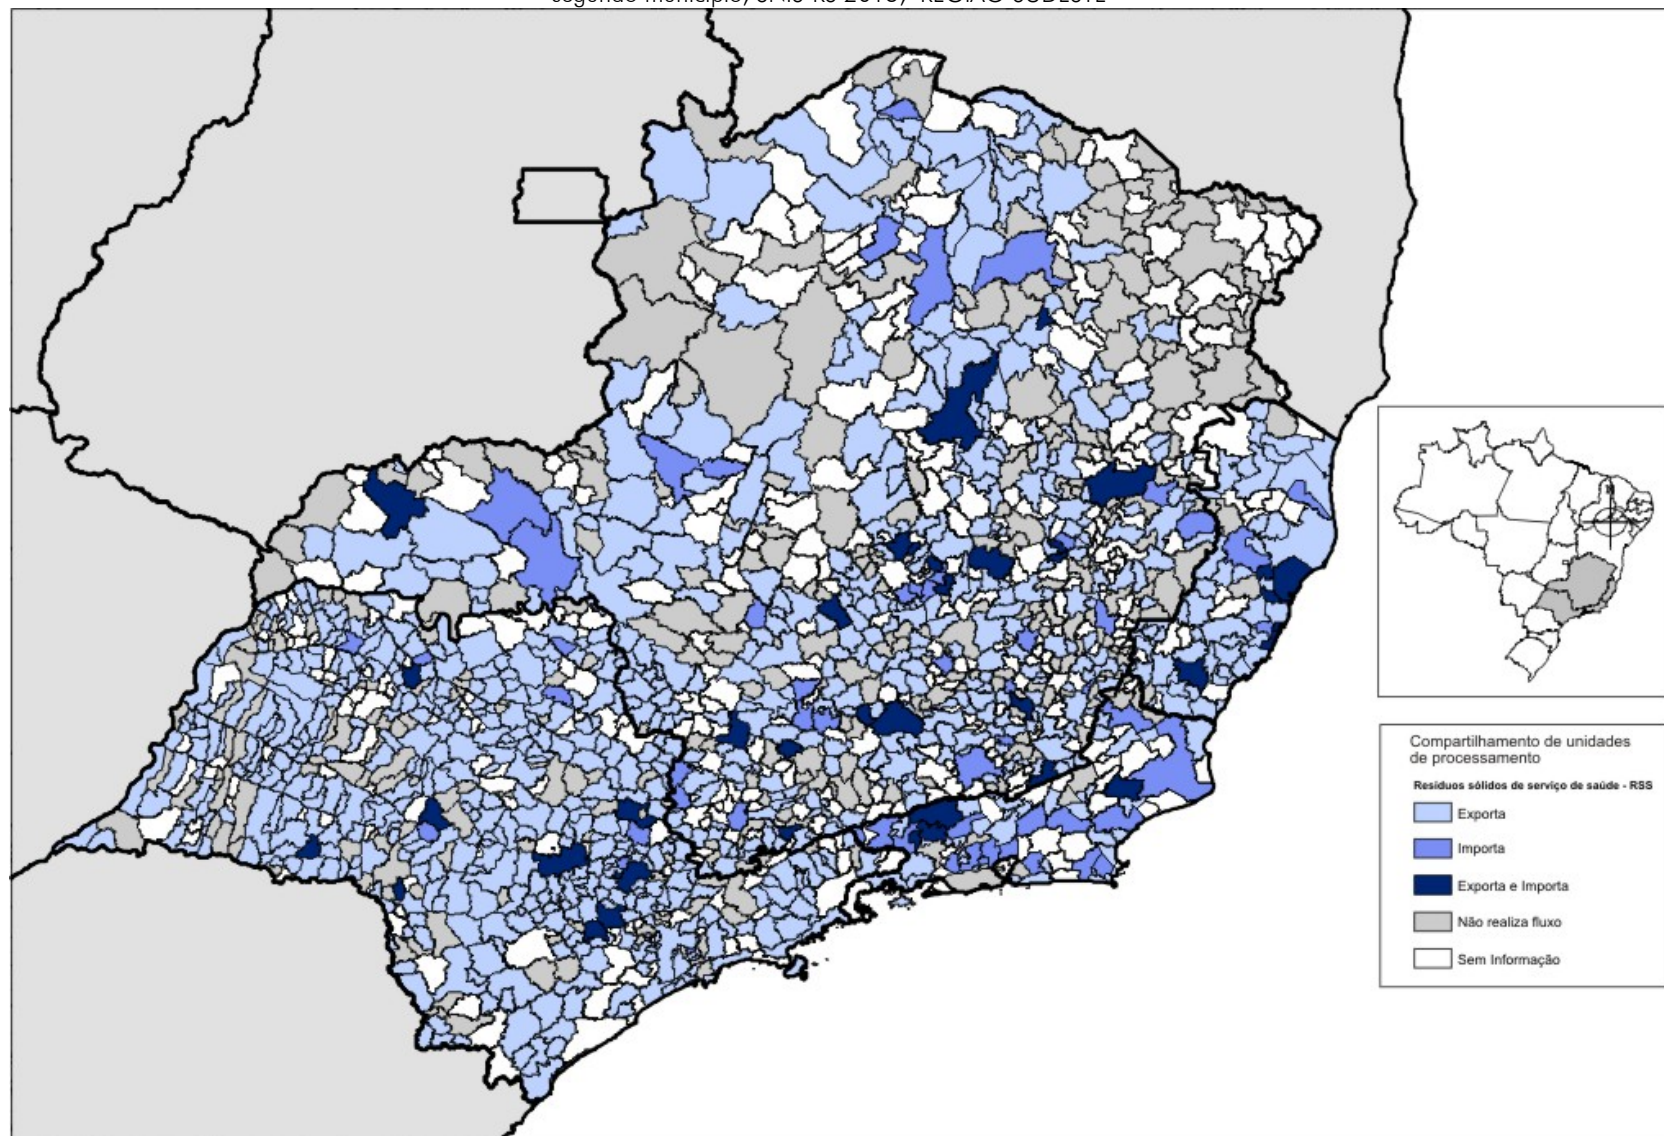 Compartilhamento de unidades
de processamento
Resíduos sólidos de serviço de saúde - RSS
Exporta
Importa
Exporta e Importa
Não realiza fluxo
Sem Informação